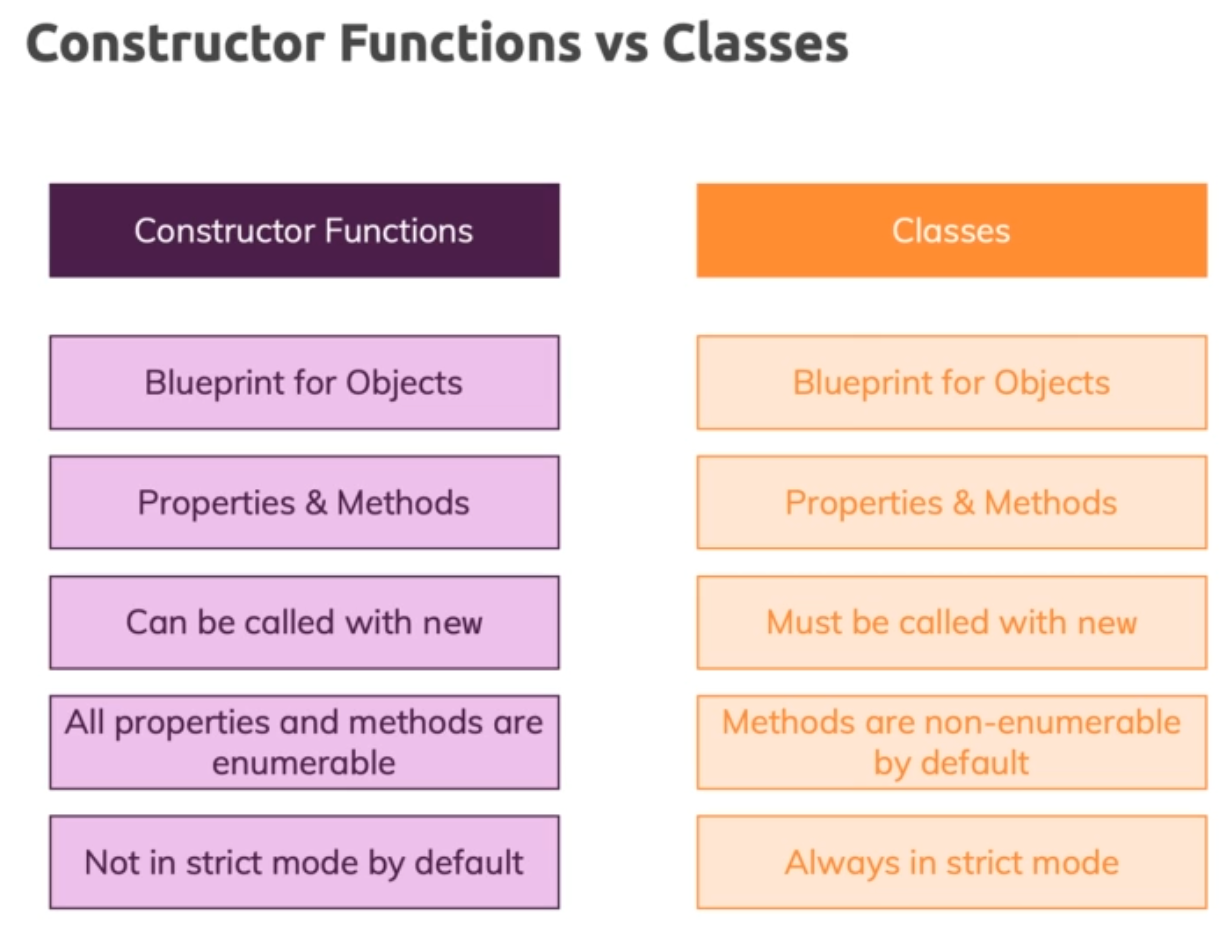 Constructor Functions vs Classes
Constructor Functions
Classes
Blueprint for Objects
Blueprint for Objects
Properties & Methods
Properties & Methods
Can be called with new
Must be called with new
All properties and methods are
enumerable
Methods are non-enumerable
by default
Not in strict mode by default
Always in strict mode